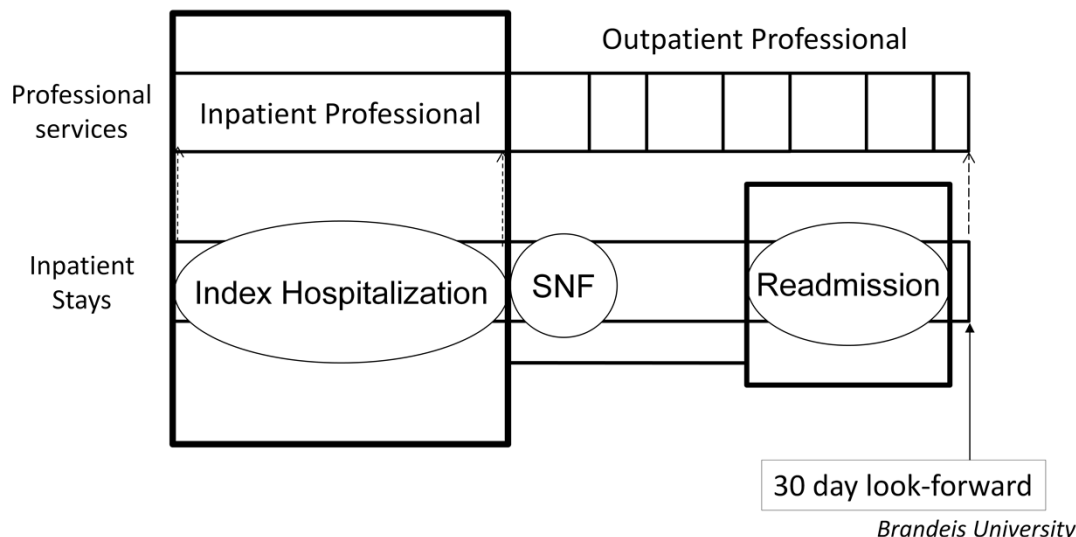 Outpatient Professional
Professional
services
Inpatient Professional
Inpatient
Stays
Index Hospitalization
SNF
Readmission
30 day look-forward
Brandeis University